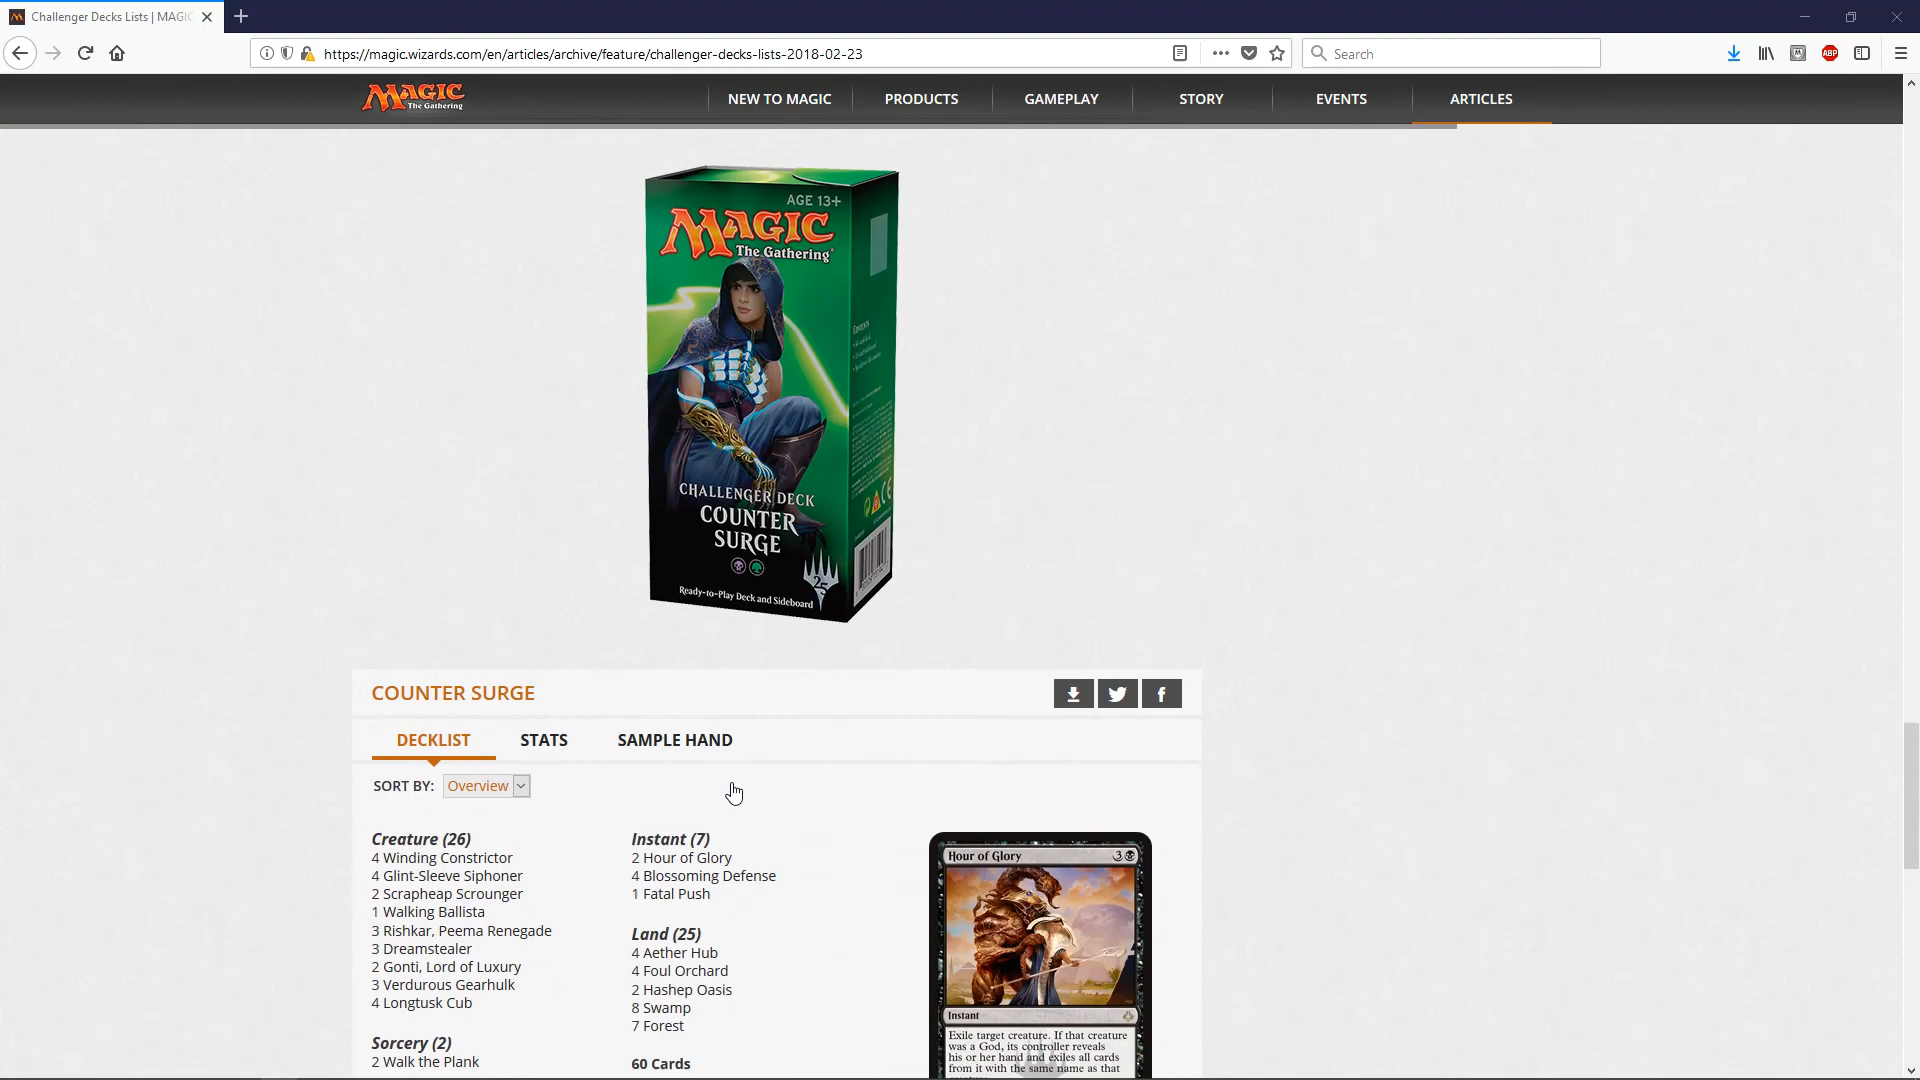 Challenger Decks Lists | MAGIC
https://magic.wizards.com/en/articles/archive/feature/challenger-decks-lists-2018-02-23
Search
ABP
MAGIC
The Gathering
NEW TO MAGIC
PRODUCTS
GAMEPLAY
STORY
EVENTS
ARTICLES
AGE 13+
MAGIC
The Gathering
CHALLENGER DECK
COUNTER
SURGE
25
Ready-to-Play Deck and Sideboard
COUNTER SURGE
DECKLIST STATS SAMPLE HAND
SORT BY: Overview
Creature (26)
4 Winding Constrictor
4 Glint-Sleeve Siphoner
2 Scrapheap Scrounger
1 Walking Ballista
3 Rishkar, Peema Renegade
3 Dreamstealer
2 Gonti, Lord of Luxury
3 Verdurous Gearhulk
4 Longtusk Cub
Sorcery (2)
2 Walk the Plank
Instant (7)
2 Hour of Glory
4 Blossoming Defense
1 Fatal Push
Land (25)
4 Aether Hub
4 Foul Orchard
2 Hashep Oasis
8 Swamp
7 Forest
60 Cards
Hour of Glory 3
Instant
Exile target creature. If that creature
was a God, its controller reveals
his or her hand and exiles all cards
from it with the same name as that